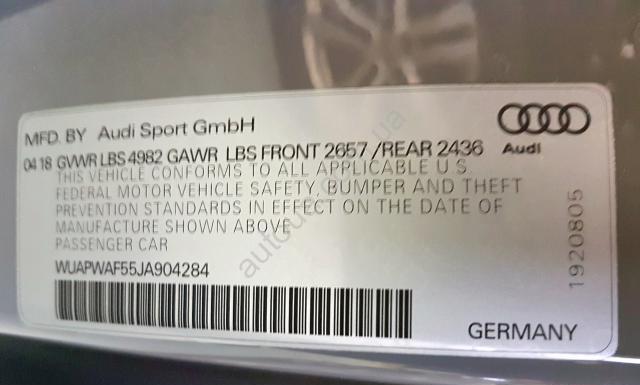 MFD. BY Audi Sport GmbH
04 18 GVWR LBS 4982 GAWR LBS FRONT 2657 /REAR 2436
Audi
THIS VEHICLE CONFORMS TO ALL APPLICABLE U S
FEDERAL MOTOR VEHICLE SAFETY, BUMPER AND THEFT
PREVENTION STANDARDS IN EFFECT ON THE DATE OF
MANUFACTURE SHOWN ABOVE
PASSENGER CAR
WUAPWAF55JA904284
1920805
GERMANY